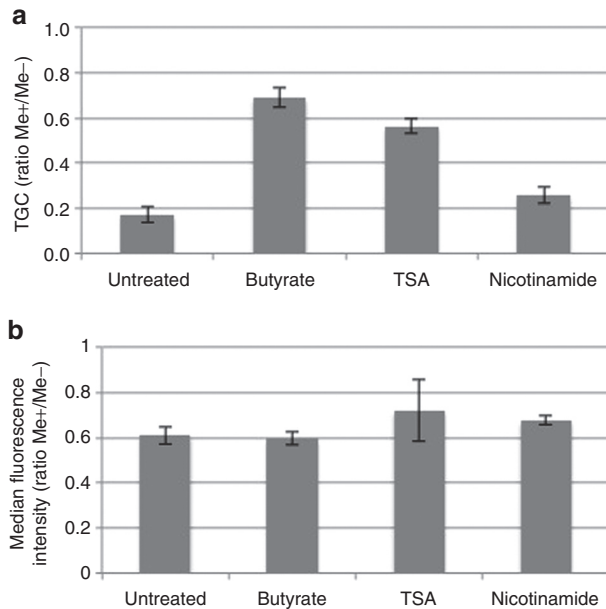 a
TGC (ratio Me+/Me−)
1.0
0.8
0.6
0.4
0.2
0.0
Untreated Butyrate TSA Nicotinamide
b
Median fluorescence
intensity (ratio Me+/Me−)
1
0.8
0.6
0.4
0.2
0
Untreated Butyrate TSA Nicotinamide